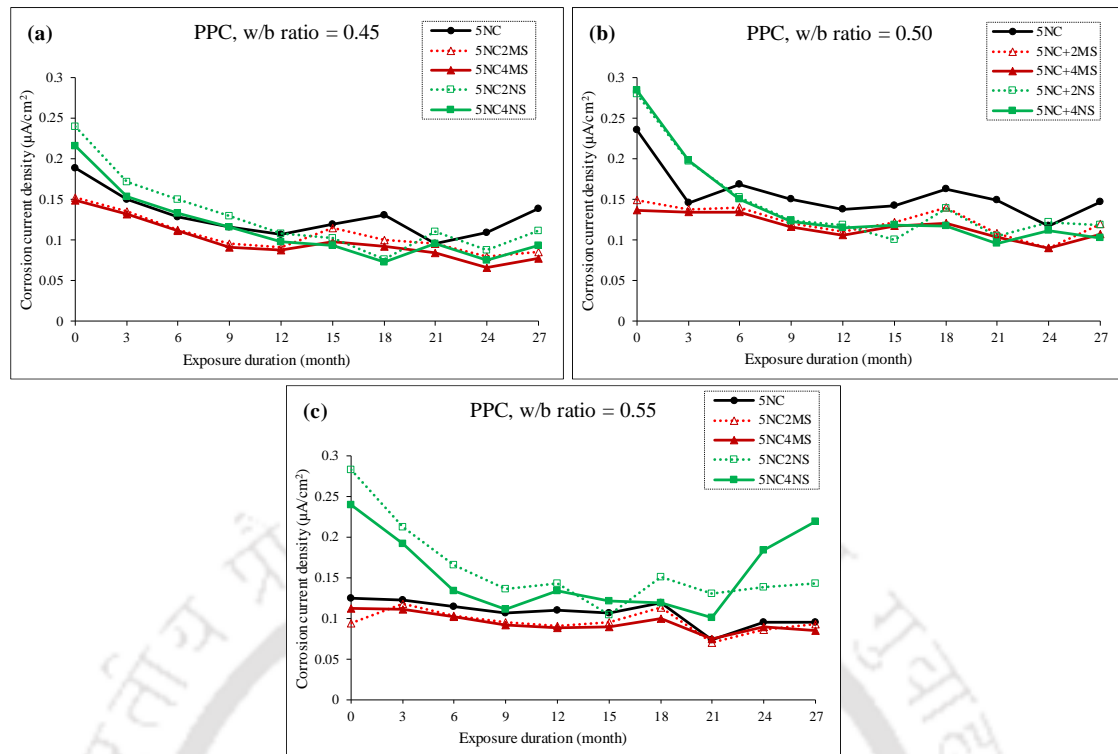 (a)
PPC, w/b ratio = 0.45
5NC
5NC2MS
5NC4MS
5NC2NS
5NC4NS
Corrosion current density (µA/cm²)
0.3
0.25
0.2
0.15
0.1
0.05
0
0 3 6 9 12 15 18 21 24 27
Exposure duration (month)
(b)
PPC, w/b ratio = 0.50
5NC
5NC+2MS
5NC+4MS
5NC+2NS
5NC+4NS
Corrosion current density (µA/cm²)
0.3
0.25
0.2
0.15
0.1
0.05
0
0 3 6 9 12 15 18 21 24 27
Exposure duration (month)
(c)
PPC, w/b ratio = 0.55
5NC
5NC2MS
5NC4MS
5NC2NS
5NC4NS
Corrosion current density (µA/cm²)
0.3
0.25
0.2
0.15
0.1
0.05
0
0 3 6 9 12 15 18 21 24 27
Exposure duration (month)